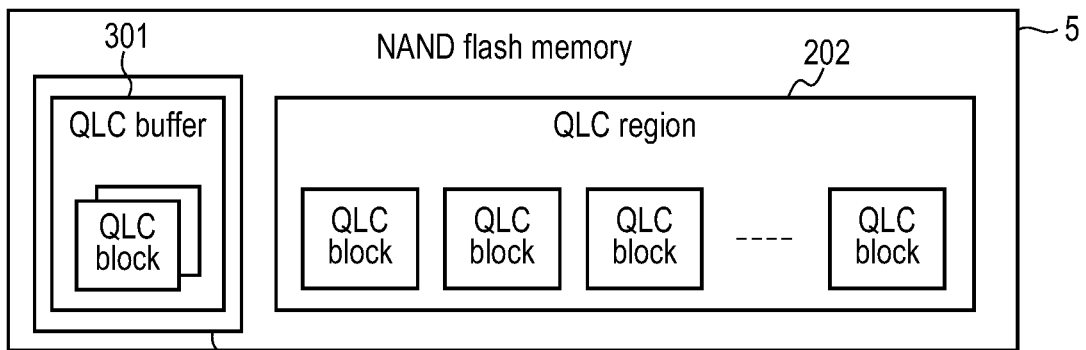 301
NAND flash memory
5
202
QLC buffer
QLC region
QLC
block
QLC
block
QLC
block
QLC
block
QLC
block